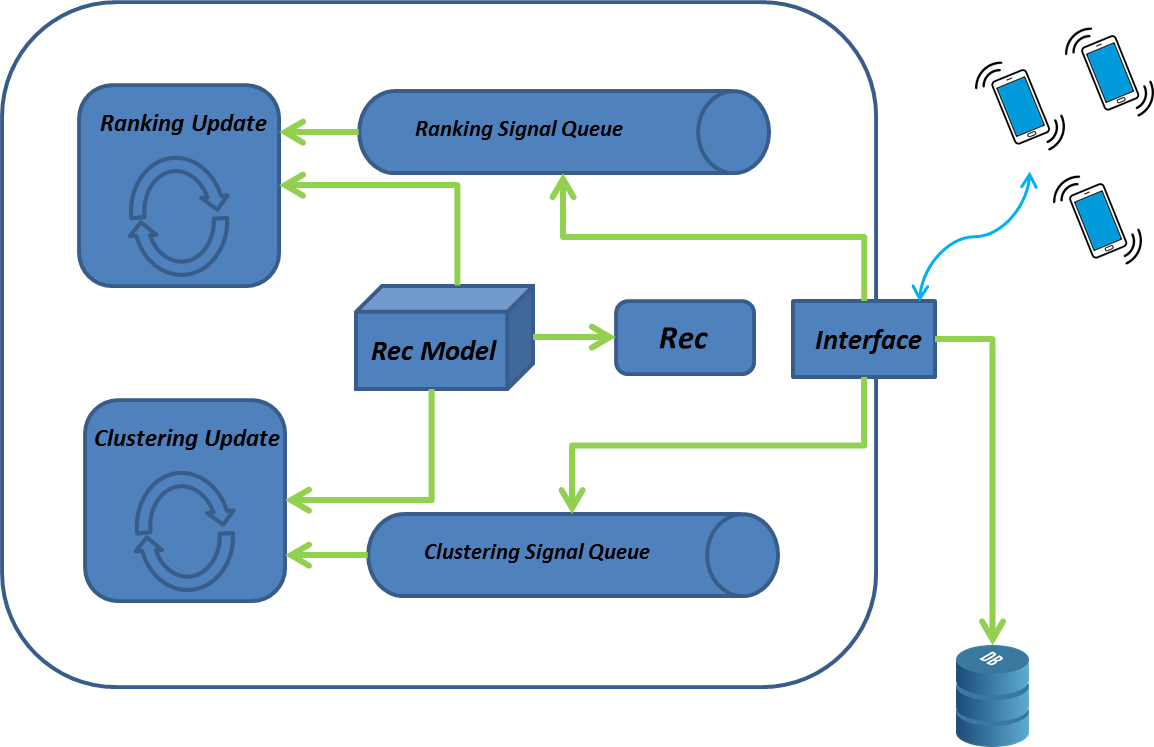 Ranking Update
Ranking Signal Queue
Rec Model
Rec
Interface
Clustering Update
Clustering Signal Queue
DB